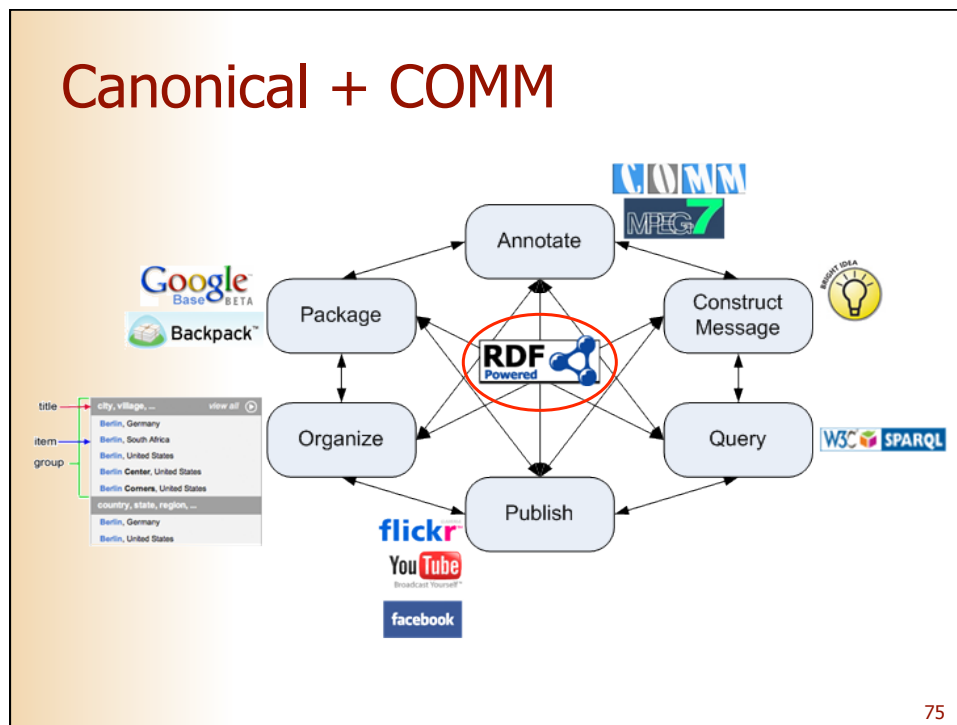 Canonical + COMM
COMM
MPEG-7
Annotate
BRIGHT IDEA
Google
Base BETA
Package
Construct
Message
Backpack™
RDF
Powered
title
city, village, ... view all
Berlin, Germany
item
Berlin, South Africa
Berlin, United States
group
Berlin Center, United States
Berlin Corners, United States
country, state, region, ...
Berlin, Germany
Berlin, United States
Organize
Query
W3C SPARQL
Publish
flickr
YouTube
Broadcast Yourself™
facebook
75